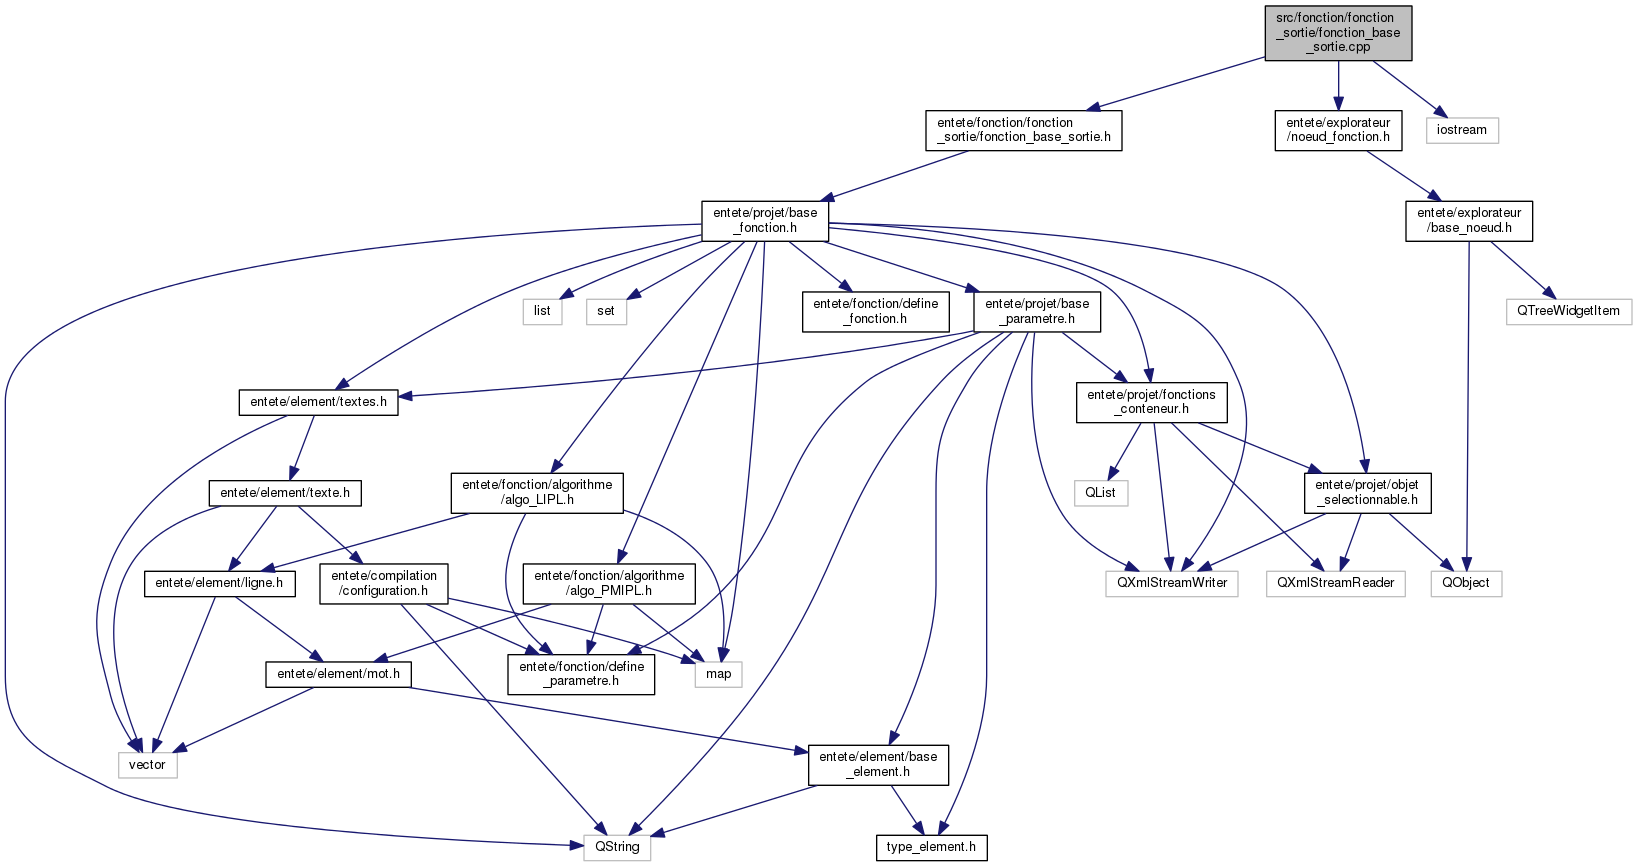 src/fonction/fonction
_sortie/fonction_base
_sortie.cpp
entete/fonction/fonction
_sortie/fonction_base_sortie.h
entete/explorateur
/noeud_fonction.h
iostream
entete/projet/base
_fonction.h
entete/explorateur
/base_noeud.h
list
set
entete/fonction/define
_fonction.h
entete/projet/base
_parametre.h
QTreeWidgetItem
entete/element/textes.h
entete/projet/fonctions
_conteneur.h
entete/element/texte.h
entete/fonction/algorithme
/algo_LIPL.h
QList
entete/projet/objet
_selectionnable.h
entete/element/ligne.h
entete/compilation
/configuration.h
entete/fonction/algorithme
/algo_PMIPL.h
QXmlStreamWriter
QXmlStreamReader
QObject
entete/element/mot.h
entete/fonction/define
_parametre.h
map
vector
entete/element/base
_element.h
QString
type_element.h